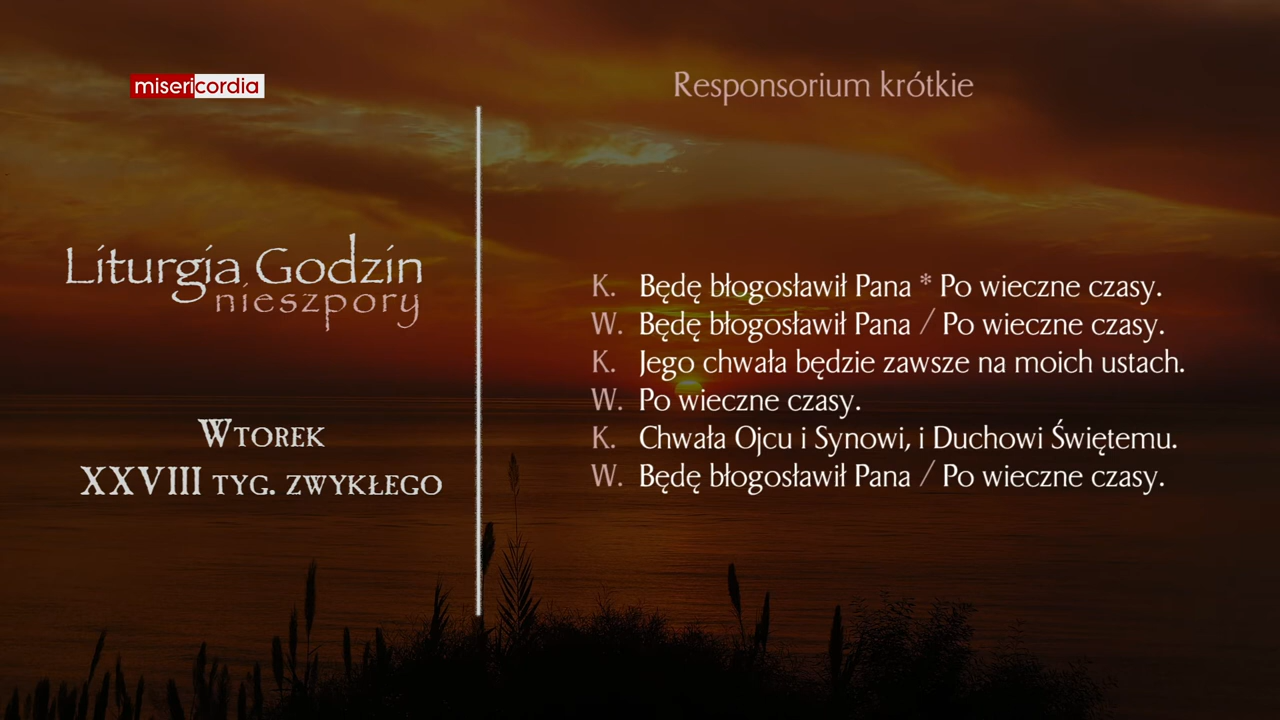 misericordia
Liturgia Godzin
nieszpory
Wtorek
XXVIII tyg. zwykłego
Responsorium krótkie
K. Będę błogosławił Pana * Po wieczne czasy.
W. Będę błogosławił Pana / Po wieczne czasy.
K. Jego chwała będzie zawsze na moich ustach.
W. Po wieczne czasy.
K. Chwała Ojcu i Synowi, i Duchowi Świętemu.
W. Będę błogosławił Pana / Po wieczne czasy.